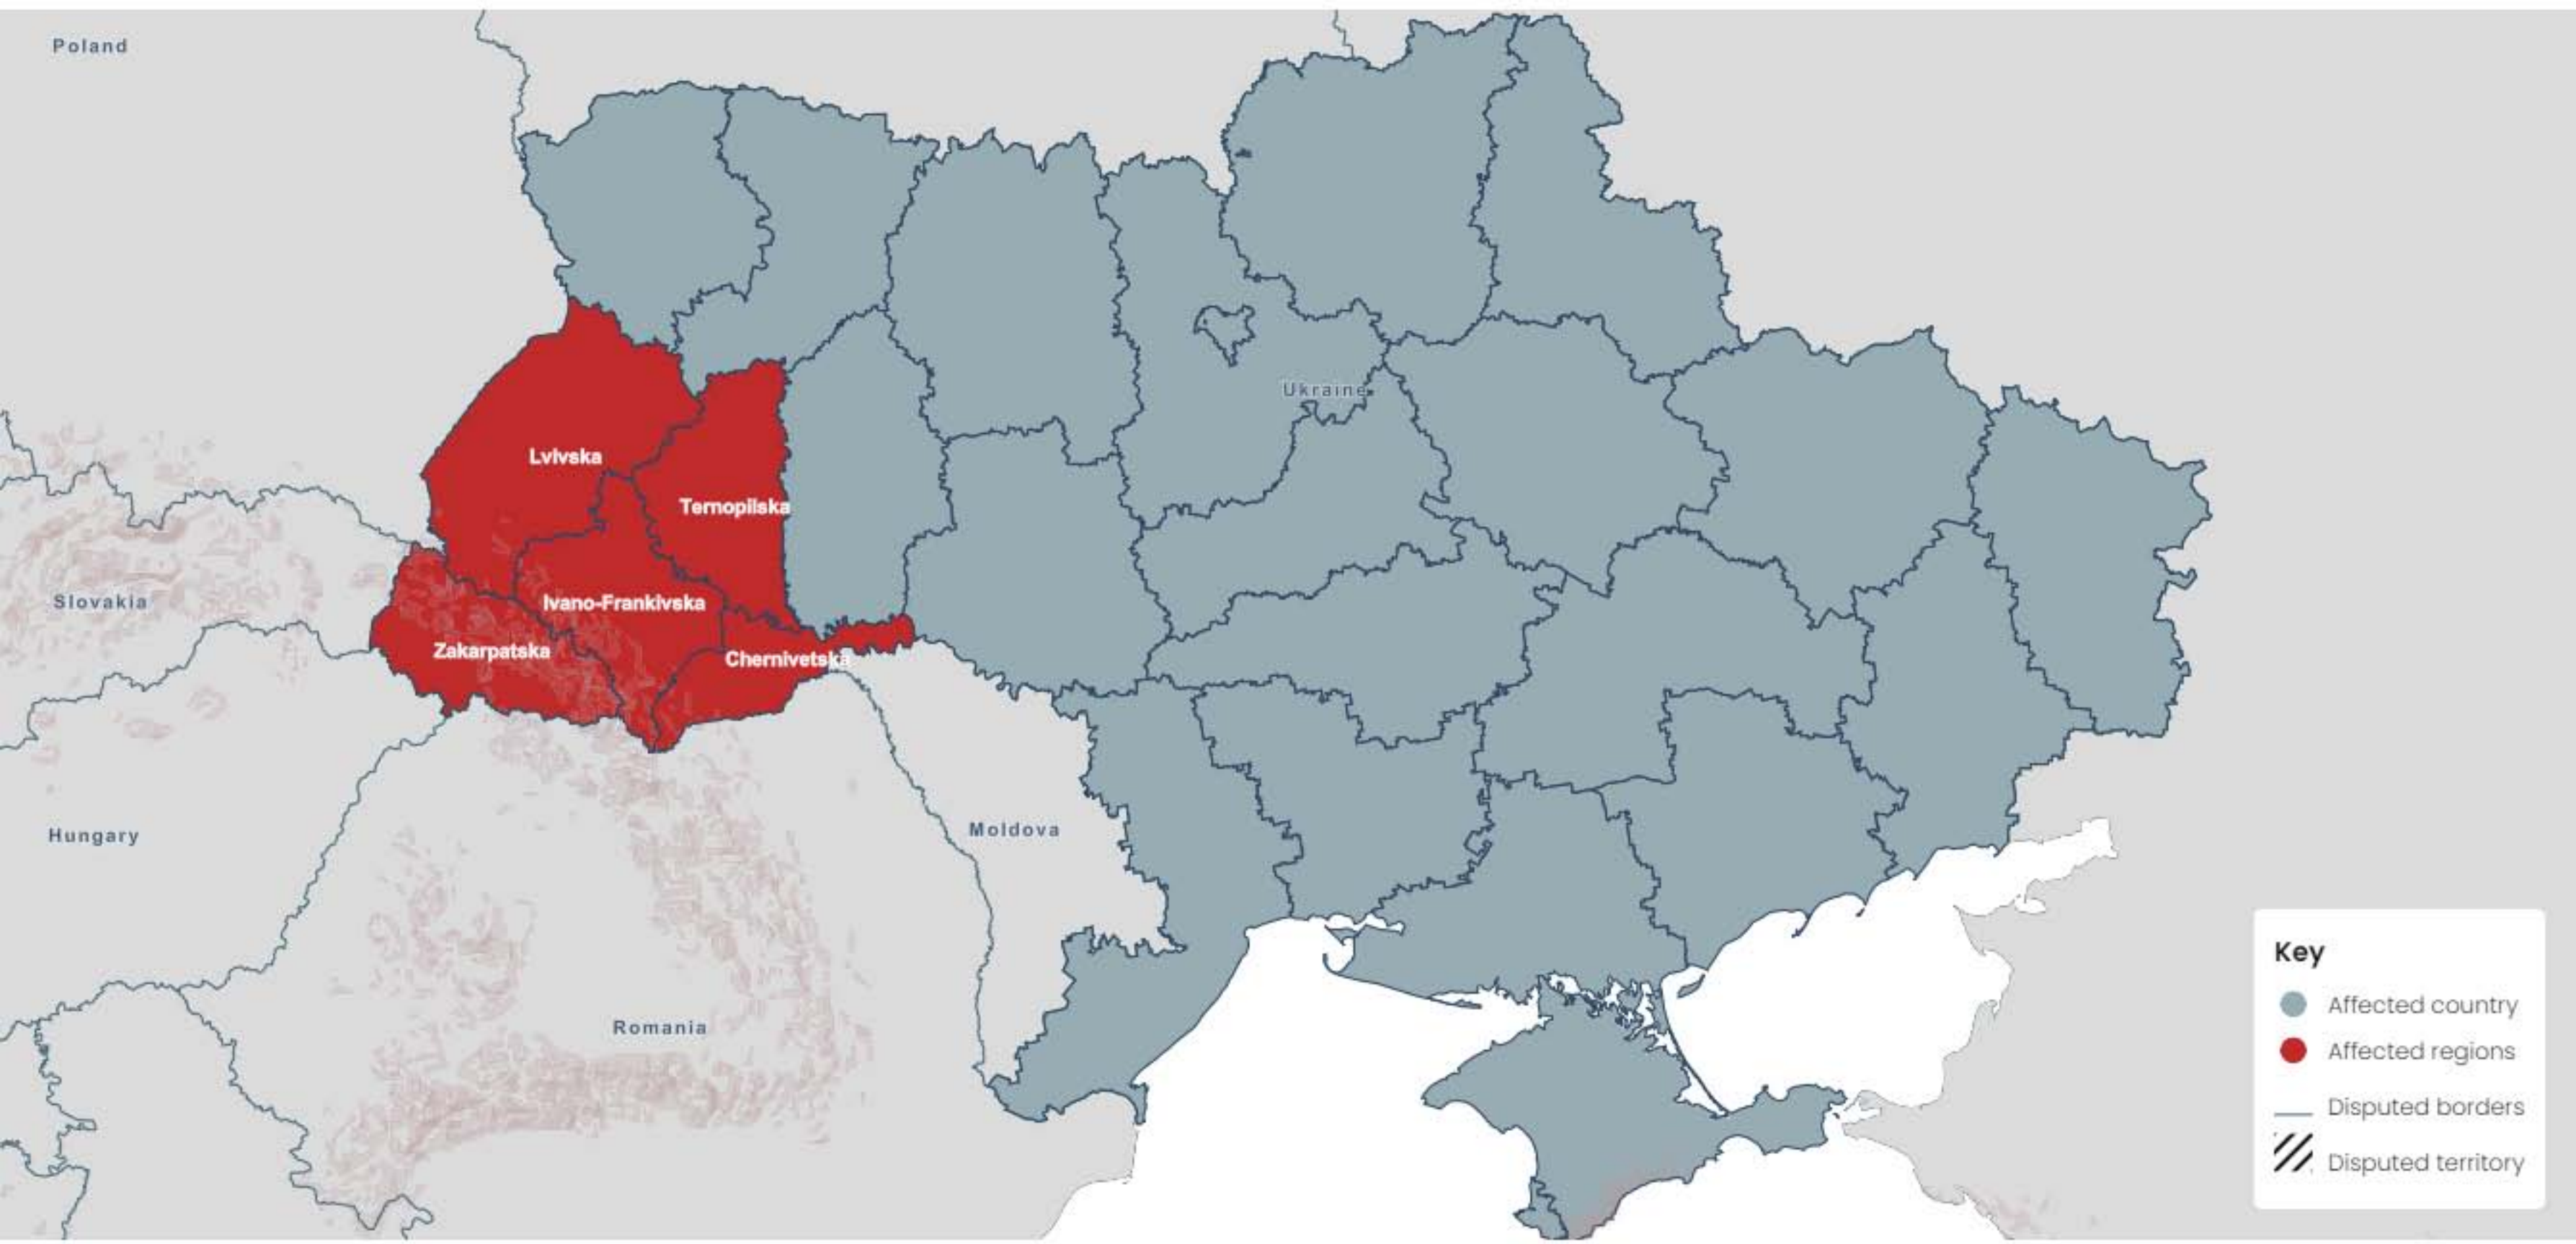 Poland
Ukraine
Lvivska
Ternopilska
Slovakia
Ivano-Frankivska
Zakarpatska
Chernivetska
Hungary
Moldova
Romania
Key
Affected country
Affected regions
Disputed borders
Disputed territory